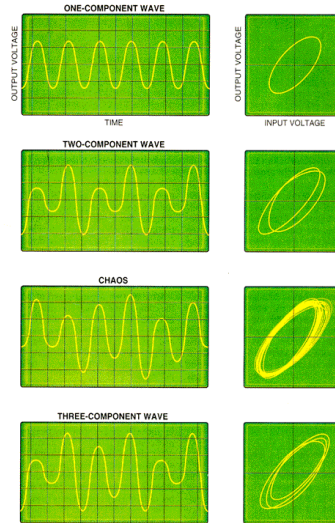 ONE-COMPONENT WAVE
OUTPUT VOLTAGE
OUTPUT VOLTAGE
TIME
INPUT VOLTAGE
TWO-COMPONENT WAVE
CHAOS
THREE-COMPONENT WAVE